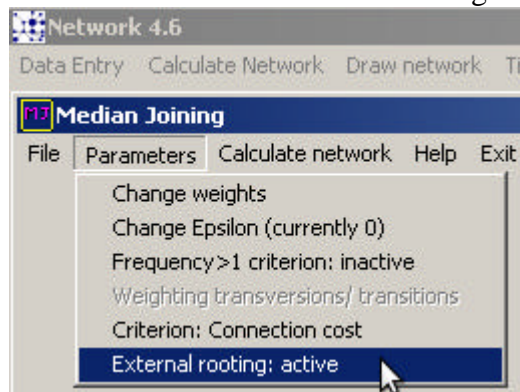 Network 4.6
Data Entry Calculate Network Draw network
MJ Median Joining
File Parameters Calculate network Help Exit
Change weights
Change Epsilon (currently 0)
Frequency>1 criterion: inactive
Weighting transversions/ transitions
Criterion: Connection cost
External rooting: active